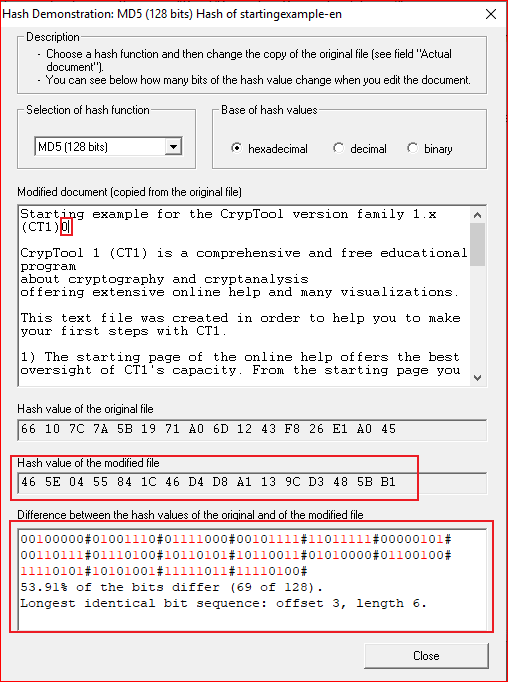 Hash Demonstration: MD5 (128 bits) Hash of startingexample-en
Description
- Choose a hash function and then change the copy of the original file (see field "Actual
document").
- You can see below how many bits of the hash value change when you edit the document.
Selection of hash function
MD5 (128 bits)
Base of hash values
hexadecimal
decimal
binary
Modified document (copied from the original file)
Starting example for the CrypTool version family 1.x
(CT1)0
CrypTool 1 (CT1) is a comprehensive and free educational
program
about cryptography and cryptanalysis
offering extensive online help and many visualizations.
This text file was created in order to help you to make
your first steps with CT1.
1) The starting page of the online help offers the best
oversight of CT1's capacity. From the starting page you
Hash value of the original file
66 10 7C 7A 5B 19 71 A0 6D 12 43 F8 26 E1 A0 45
Hash value of the modified file
46 5E 04 55 84 1C 46 D4 D8 A1 13 9C D3 48 5B B1
Difference between the hash values of the original and of the modified file
00100000#01001110#01111000#00101111#11011111#00000101#
00110111#01110100#10110101#10110011#01010000#01100100#
11110101#10101001#11111011#11110100#
53.91% of the bits differ (69 of 128).
Longest identical bit sequence: offset 3, length 6.
Close